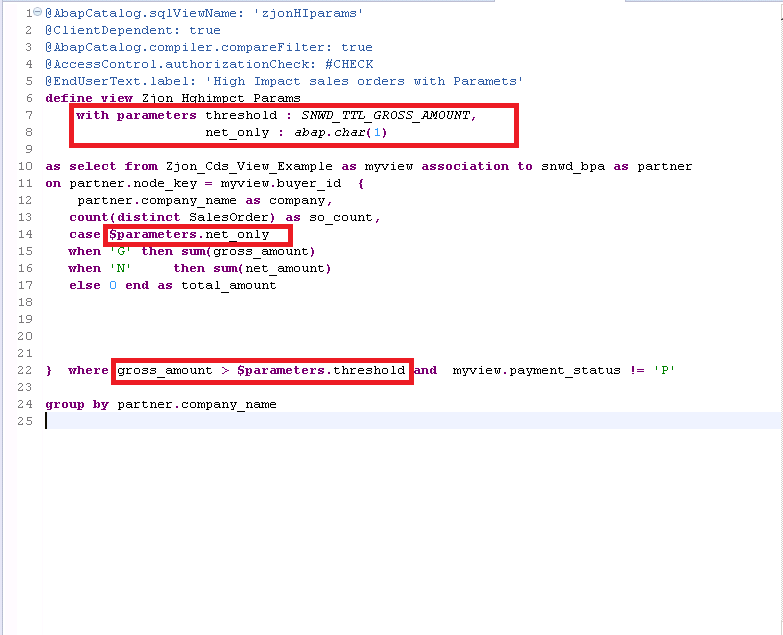 1 @AbapCatalog.sqlViewName: 'zjonHIparams'
2 @ClientDependent: true
3 @AbapCatalog.compiler.compareFilter: true
4 @AccessControl.authorizationCheck: #CHECK
5 @EndUserText.label: 'High Impact sales orders with Paramets'
6 define view Zjon_Hghimpct_Params
7 with parameters threshold : SNWD_TTL_GROSS_AMOUNT,
8 net_only : abap.char(1)
9
10 as select from Zjon_Cds_View_Example as myview association to snwd_bpa as partner
11 on partner.node_key = myview.buyer_id {
12 partner.company_name as company,
13 count(distinct SalesOrder) as so_count,
14 case $parameters.net_only
15 when 'G' then sum(gross_amount)
16 when 'N' then sum(net_amount)
17 else 0 end as total_amount
18
19
20
21
22 } where gross_amount > $parameters.threshold and myview.payment_status != 'P'
23
24 group by partner.company_name
25